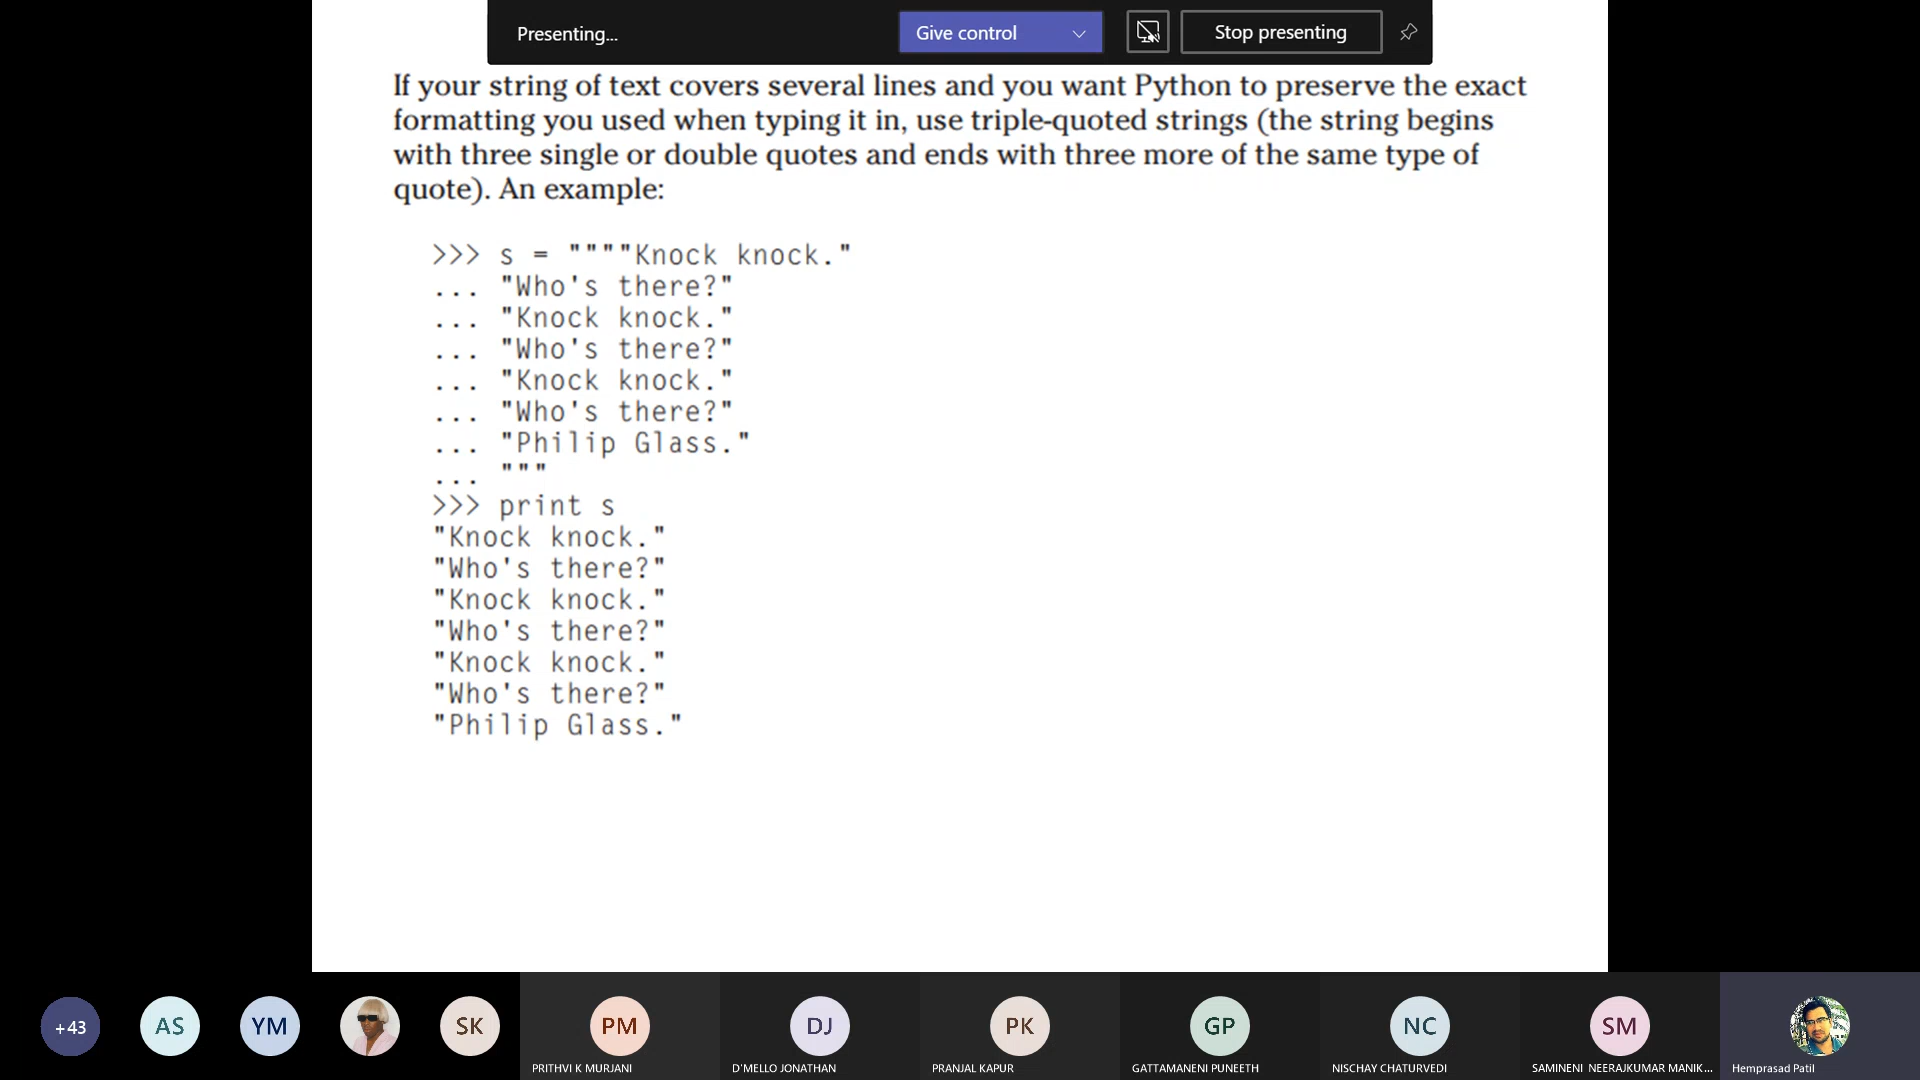 Presenting...
Give control
Stop presenting
If your string of text covers several lines and you want Python to preserve the exact
formatting you used when typing it in, use triple-quoted strings (the string begins
with three single or double quotes and ends with three more of the same type of
quote). An example:
>>> s = """"Knock knock."
... "Who's there?"
... "Knock knock."
... "Who's there?"
... "Knock knock."
... "Who's there?"
... "Philip Glass."
... """
>>> print s
"Knock knock."
"Who's there?"
"Knock knock."
"Who's there?"
"Knock knock."
"Who's there?"
"Philip Glass."
+43
AS
YM
SK
PM
DJ
PK
GP
NC
SM
PRITHVI K MURJANI
D'MELLO JONATHAN
PRANJAL KAPUR
GATTAMANENI PUNEETH
NISCHAY CHATURVEDI
SAMINENI NEERAJKUMAR MANIK...
Hemprasad Patil